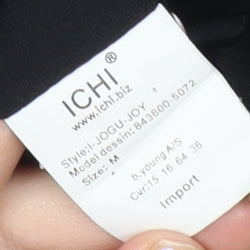 ICHI®
www.ichi.biz
Style:I-JOGU-JOY
Model dessin: 843800-5072
Size: M
b.young A/S
Cvr:15 16 64 36
Import